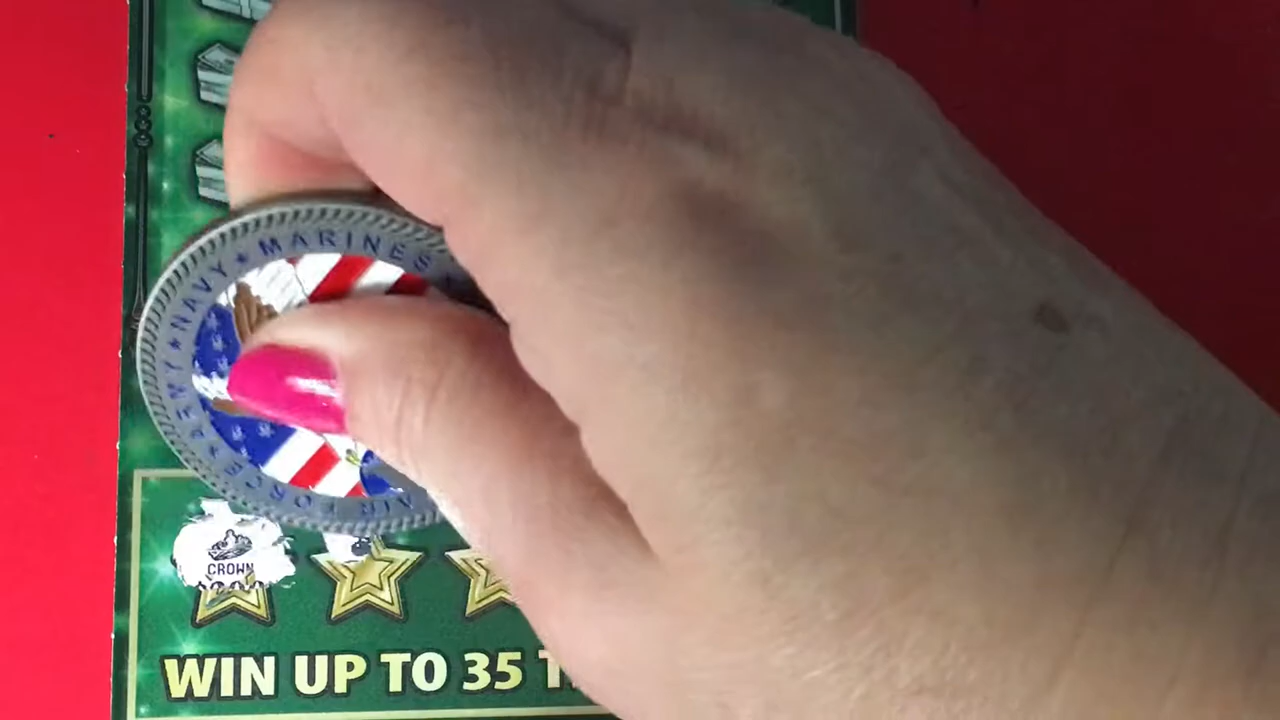 ARMY ★ NAVY ★ MARINES ★
AIR FORCE
CROWN
WIN UP TO 35